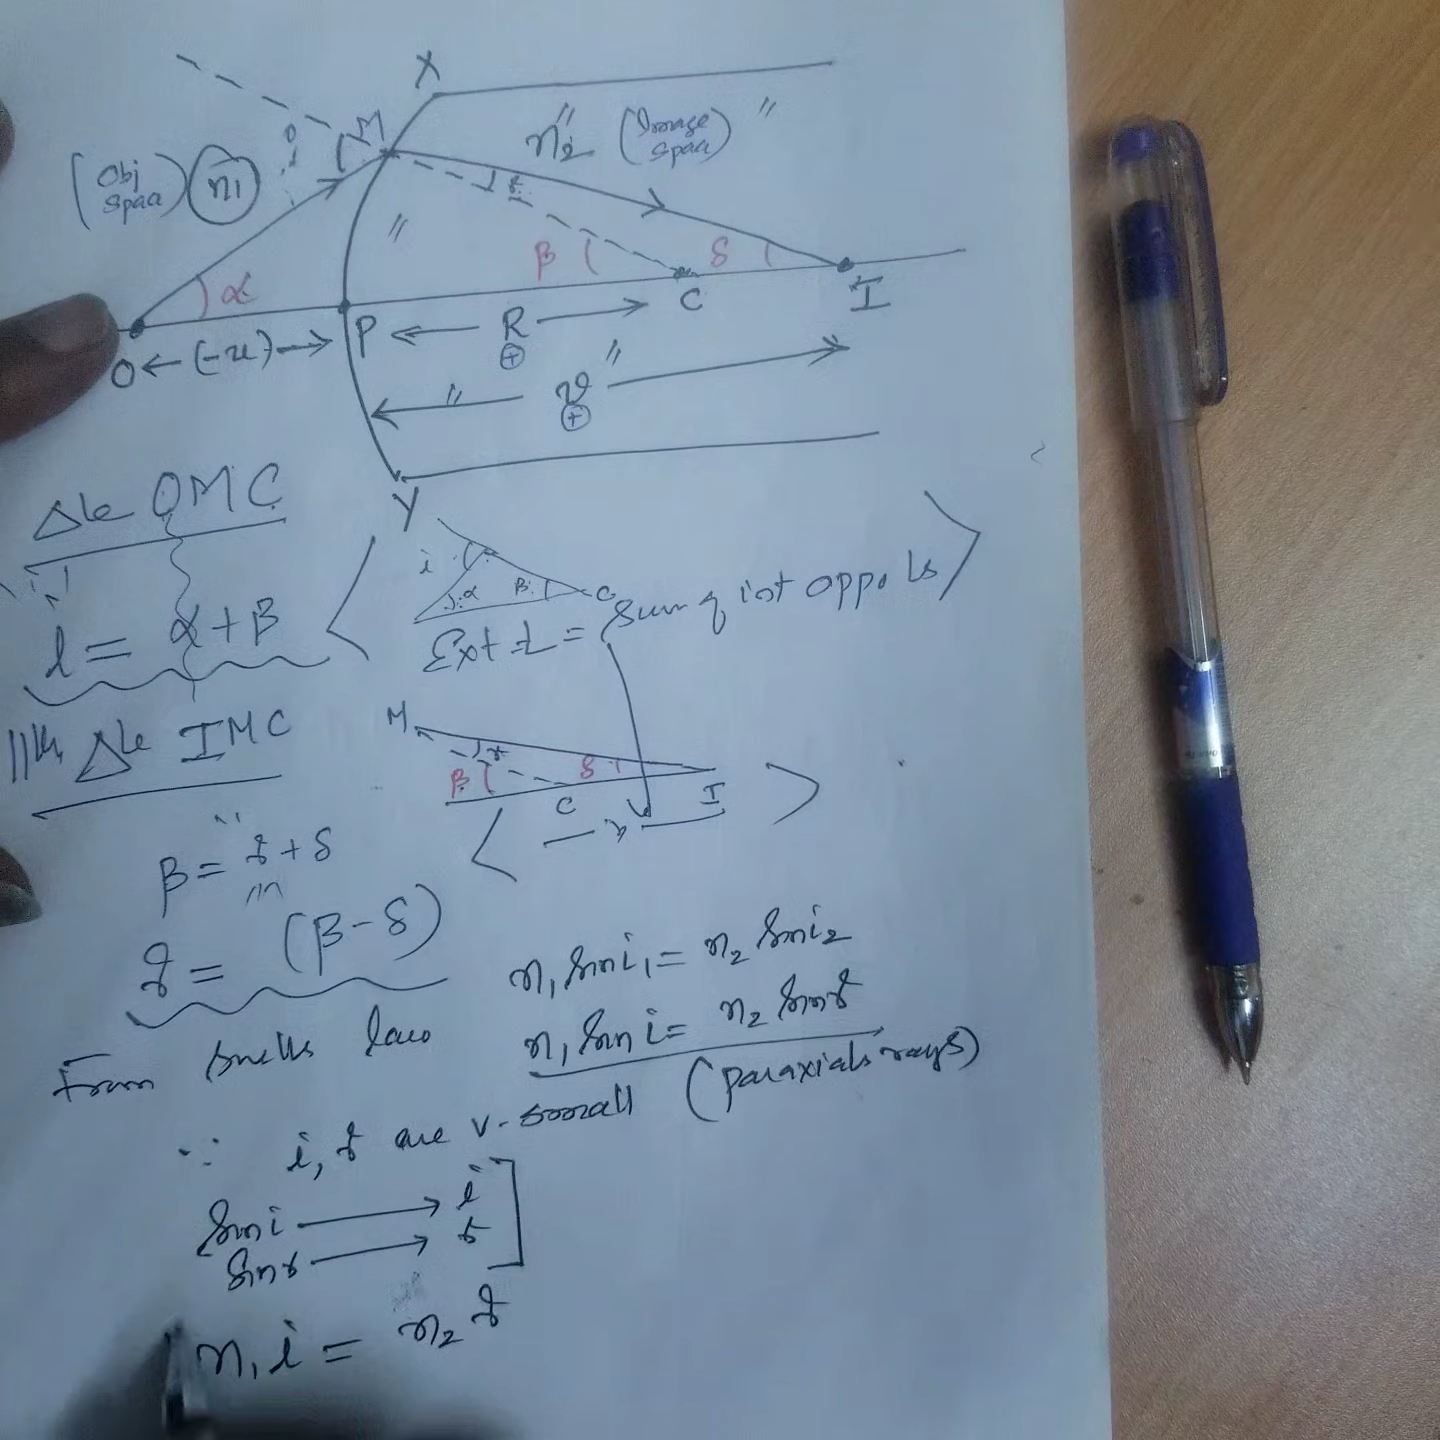 X
M
n2 (Image
Space)
(Obj
Space) n1
i
r
α
β
δ
O
P
C
I
(-u)
R
+
v
+
Y
Δle OMC
i = α+β
i
α
β
C
Ext ∠ = Sum of int oppo ∠s
||ly Δle IMC
M
r
β
δ
C
I
β = r+δ
r = (β-δ)
From Snells law
n1 Sin i1 = n2 Sin i2
n1 Sin i = n2 Sin r
∵ i, r are v. small (paraxials rays)
Sin i → i
Sin r → r
n1 i = n2 r